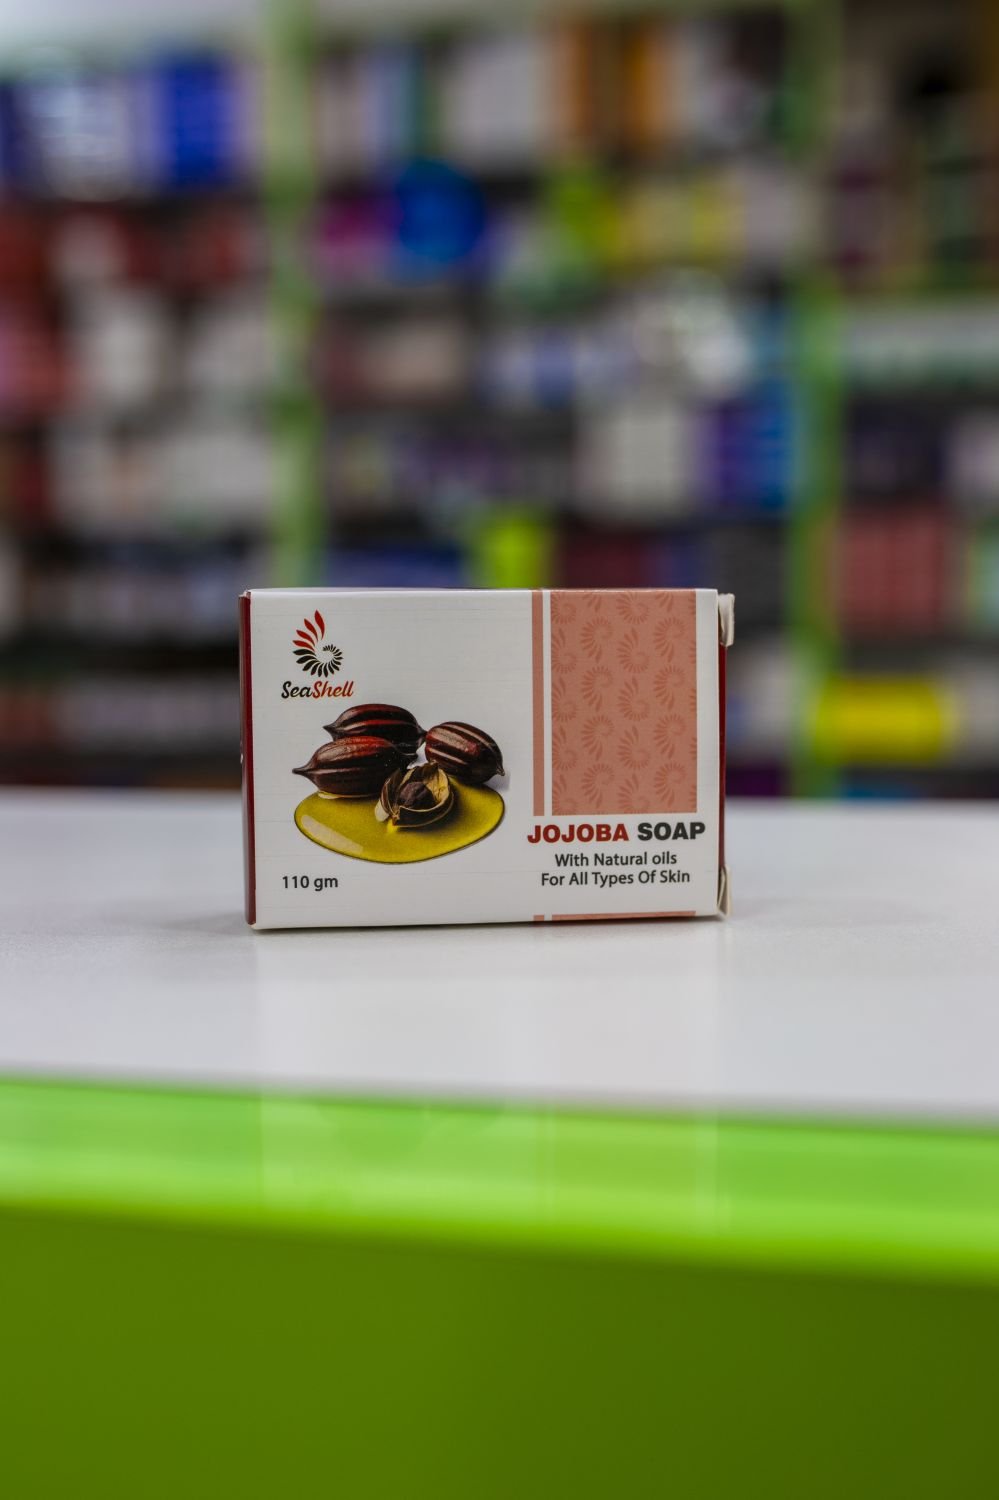 SeaShell
110 gm
JOJOBA SOAP
With Natural oils
For All Types Of Skin